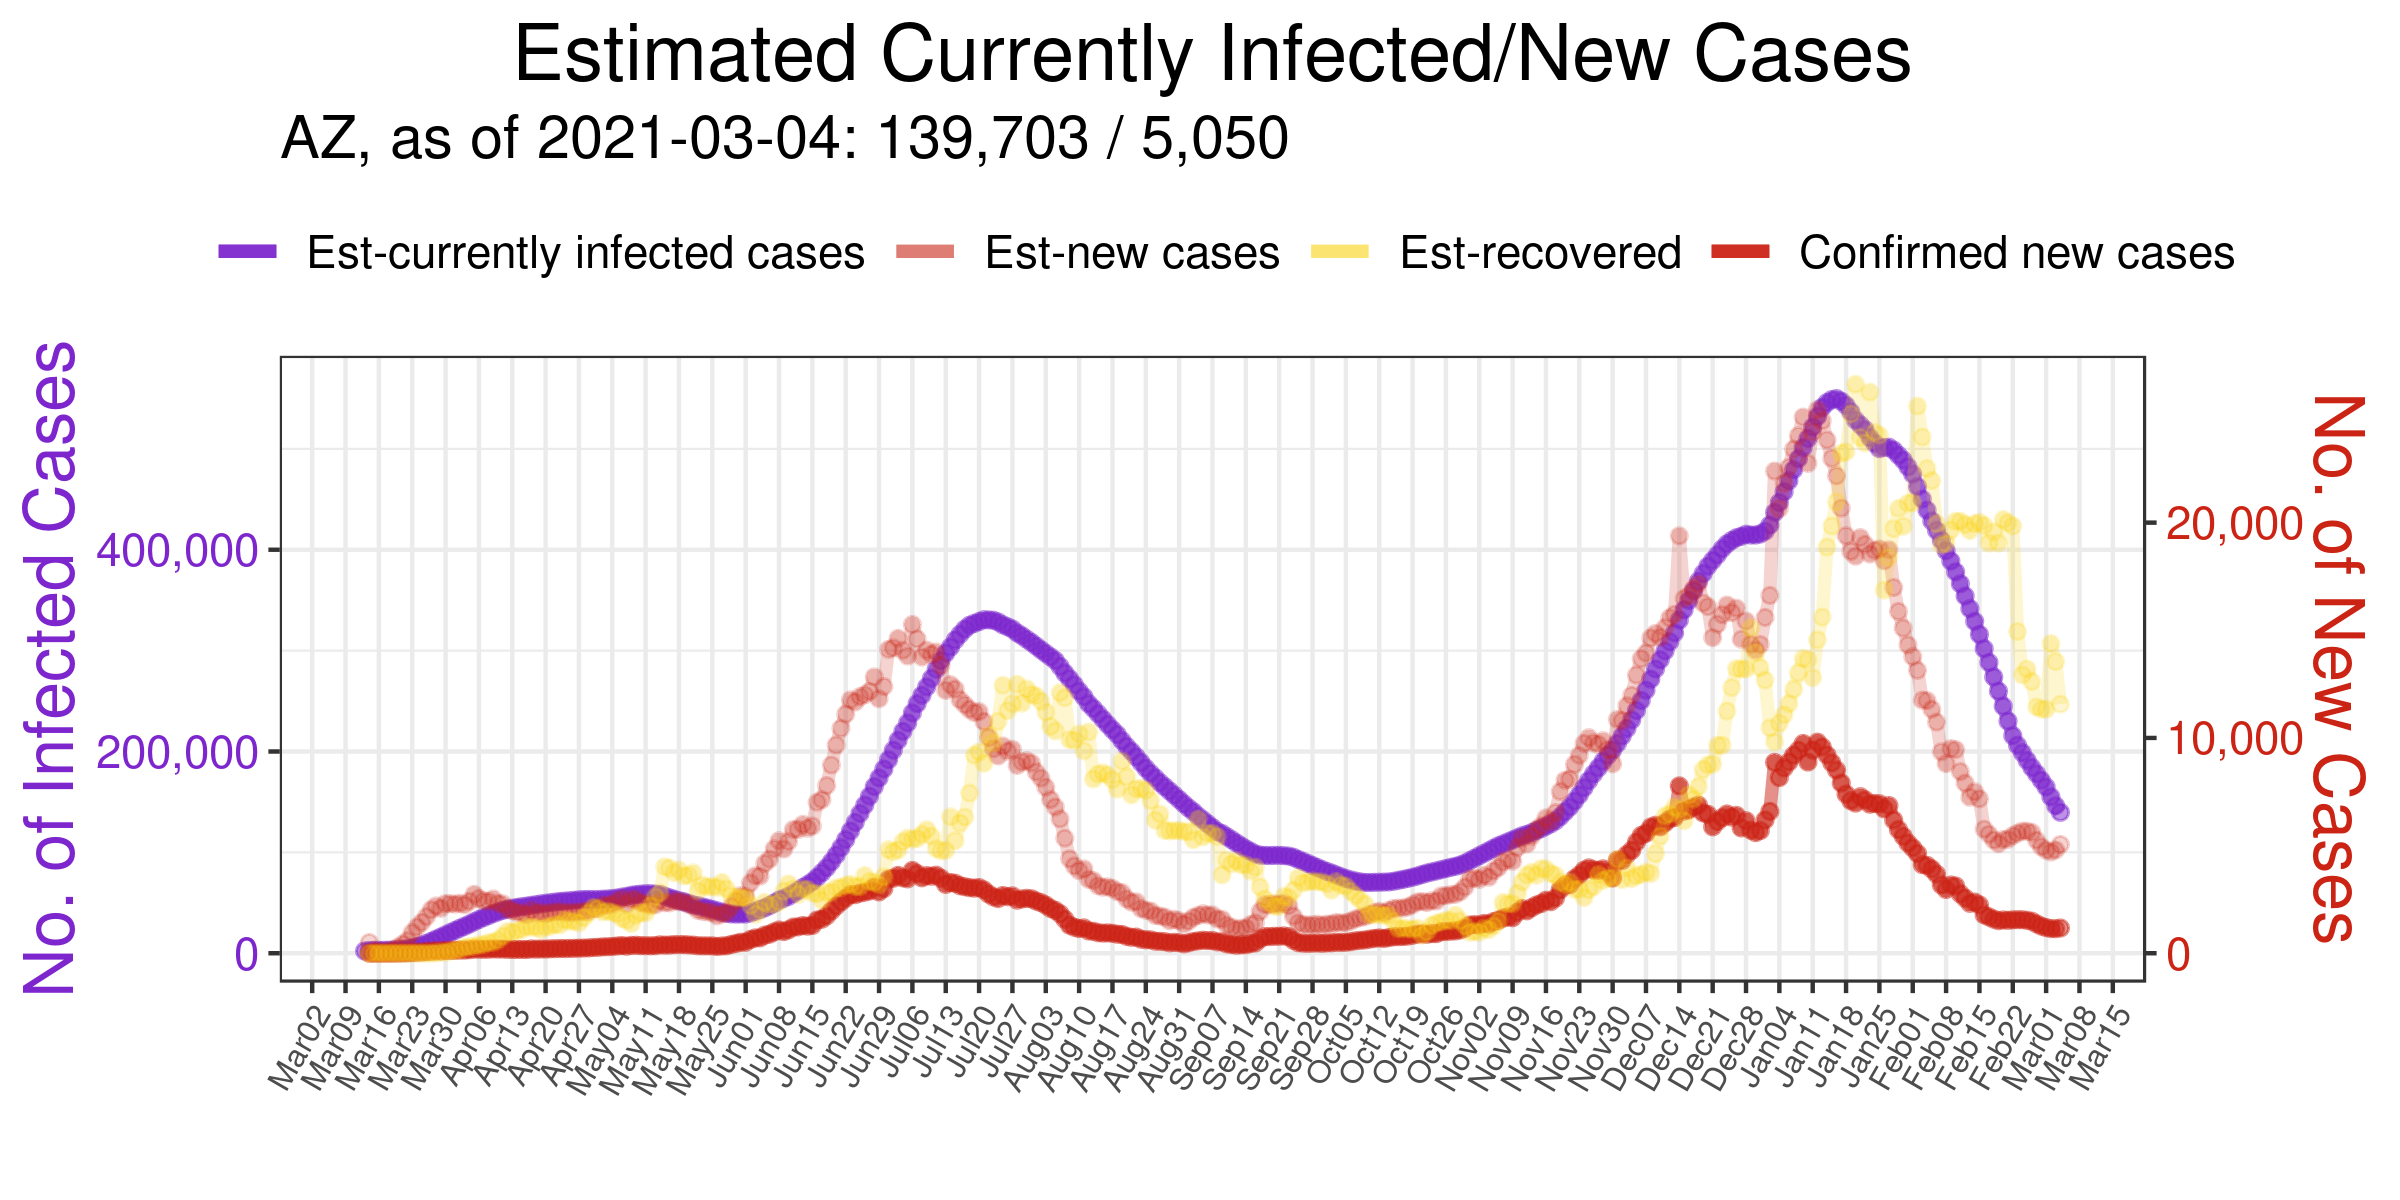 Estimated Currently Infected/New Cases
AZ, as of 2021-03-04: 139,703 / 5,050
Est-currently infected cases Est-new cases Est-recovered Confirmed new cases
No. of Infected Cases
400,000
200,000
0
20,000
10,000
0
No. of New Cases
Mar02 Mar09 Mar16 Mar23 Mar30 Apr06 Apr13 Apr20 Apr27 May04 May11 May18 May25 Jun01 Jun08 Jun15 Jun22 Jun29 Jul06 Jul13 Jul20 Jul27 Aug03 Aug10 Aug17 Aug24 Aug31 Sep07 Sep14 Sep21 Sep28 Oct05 Oct12 Oct19 Oct26 Nov02 Nov09 Nov16 Nov23 Nov30 Dec07 Dec14 Dec21 Dec28 Jan04 Jan11 Jan18 Jan25 Feb01 Feb08 Feb15 Feb22 Mar01 Mar08 Mar15